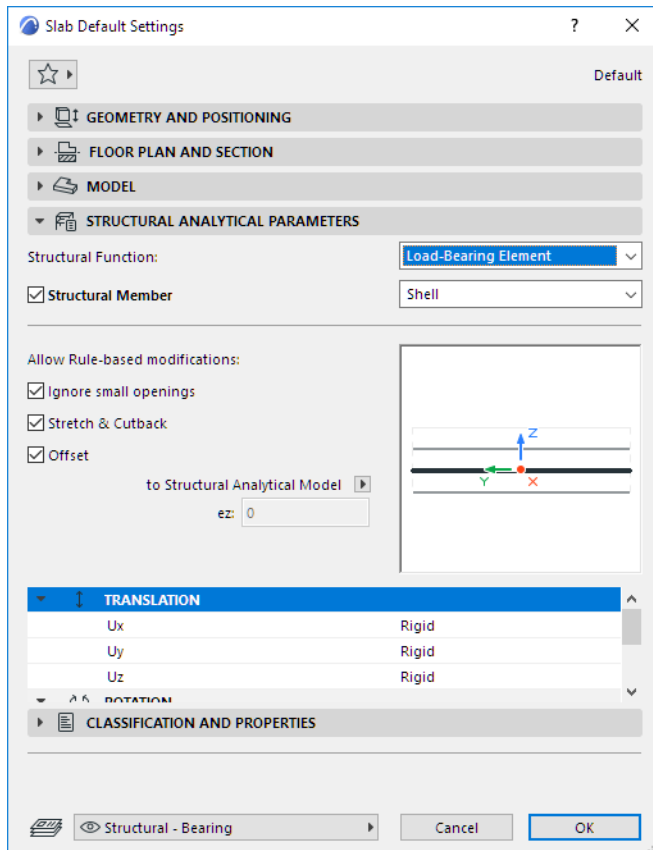 Slab Default Settings
?
Default
GEOMETRY AND POSITIONING
FLOOR PLAN AND SECTION
MODEL
STRUCTURAL ANALYTICAL PARAMETERS
Structural Function: Load-Bearing Element
Structural Member Shell
Allow Rule-based modifications:
Ignore small openings
Stretch & Cutback
Offset
to Structural Analytical Model
ez: 0
Z
Y X
TRANSLATION
Ux Rigid
Uy Rigid
Uz Rigid
ROTATION
CLASSIFICATION AND PROPERTIES
Structural - Bearing Cancel OK